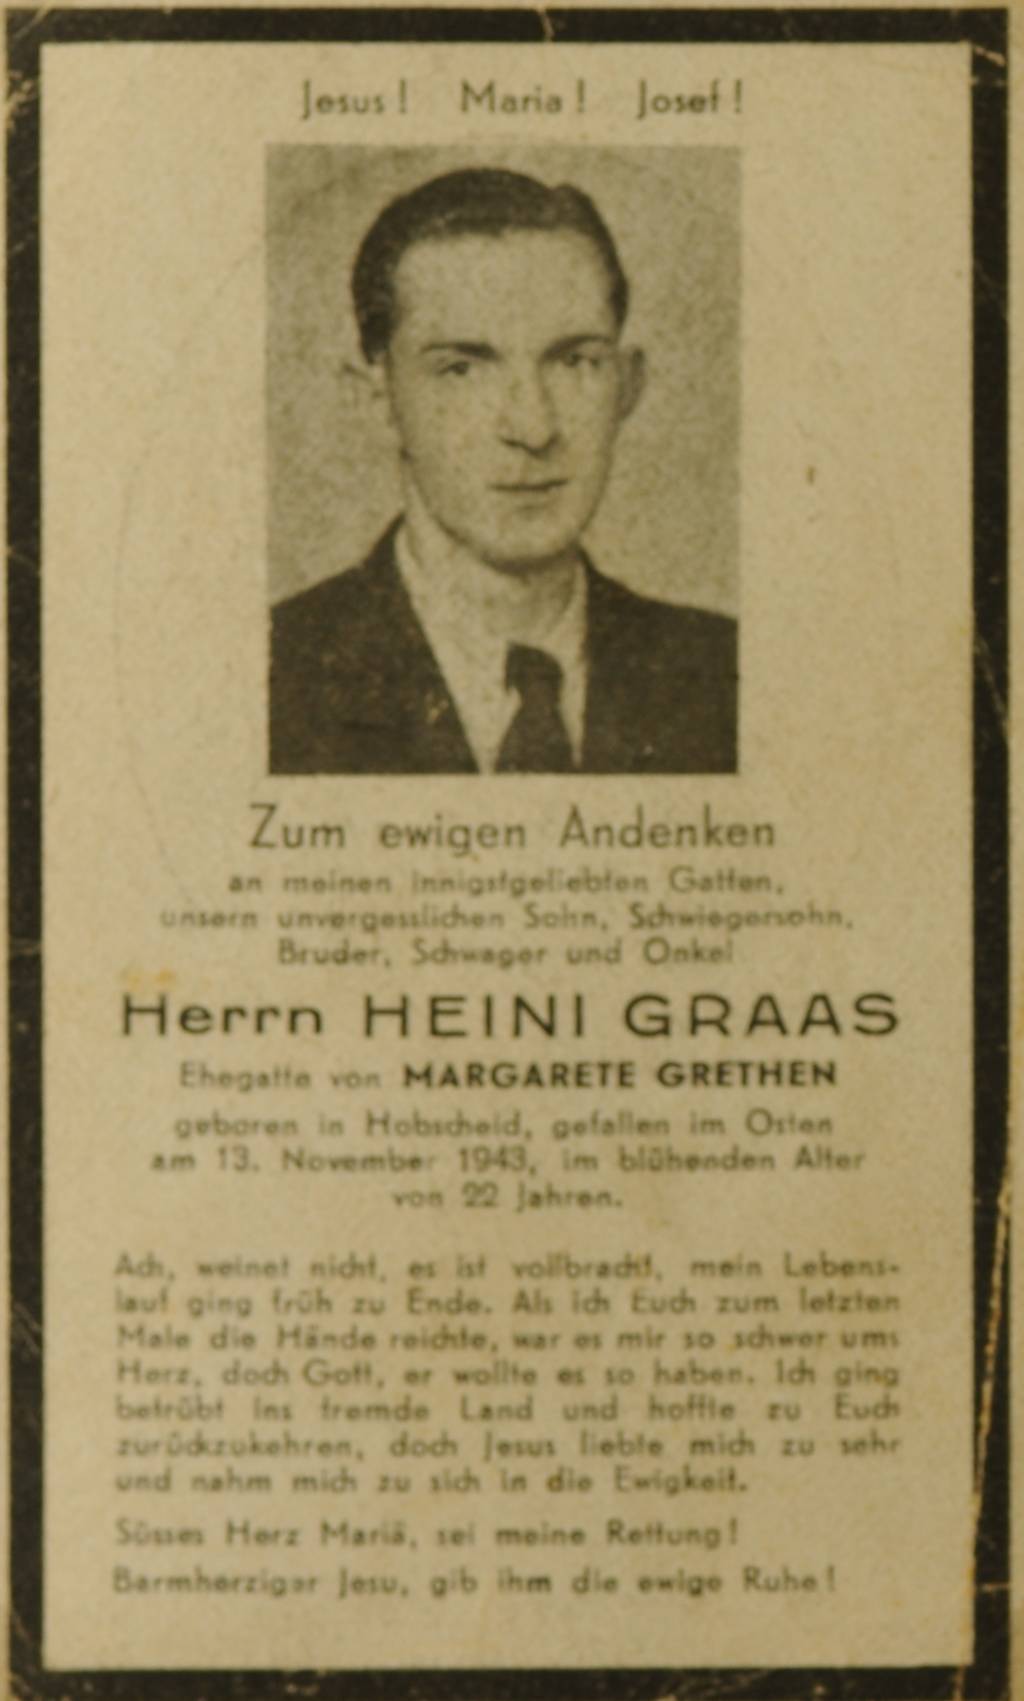 Jesus! Maria! Josef!
Zum ewigen Andenken
an meinen innigstgeliebten Gatten,
unsern unvergesslichen Sohn, Schwiegersohn,
Bruder, Schwager und Onkel
Herrn HEINI GRAAS
Ehegatte von MARGARETE GRETHEN
geboren in Hobscheid, gefallen im Osten
am 13. November 1943, im blühenden Alter
von 22 Jahren.
Ach, weinet nicht, es ist vollbracht, mein Lebens-
lauf ging früh zu Ende. Als ich Euch zum letzten
Male die Hände reichte, war es mir so schwer ums
Herz, doch Gott, er wollte es so haben. Ich ging
betrübt ins fremde Land und hoffte zu Euch
zurückzukehren, doch Jesus liebte mich zu sehr
und nahm mich zu sich in die Ewigkeit.
Süsses Herz Mariä, sei meine Rettung!
Barmherziger Jesu, gib ihm die ewige Ruhe!